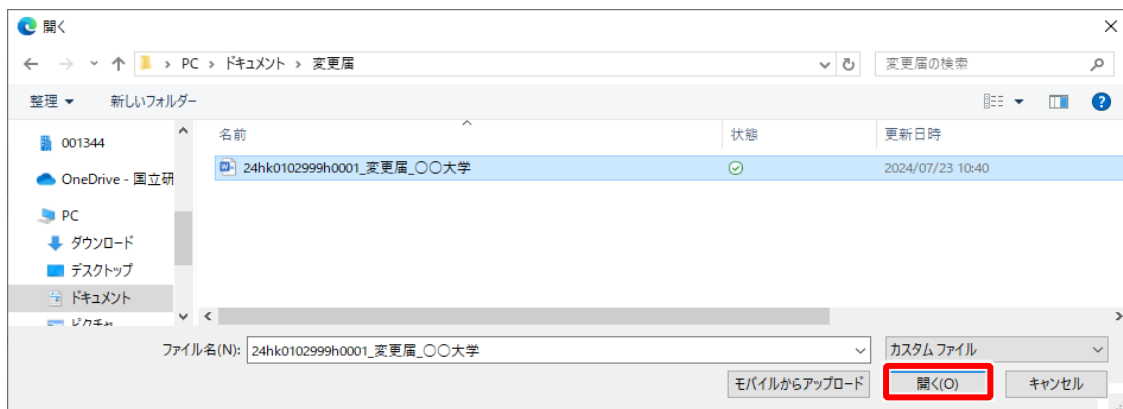 開く
PC > ドキュメント > 変更届
変更届の検索
整理
新しいフォルダー
名前
状態
更新日時
001344
24hk0102999h0001_変更届_〇〇大学
2024/07/23 10:40
OneDrive - 国立研
PC
ダウンロード
デスクトップ
ドキュメント
ピクチャ
ファイル名(N):
24hk0102999h0001_変更届_〇〇大学
カスタム ファイル
モバイルからアップロード
開く(O)
キャンセル